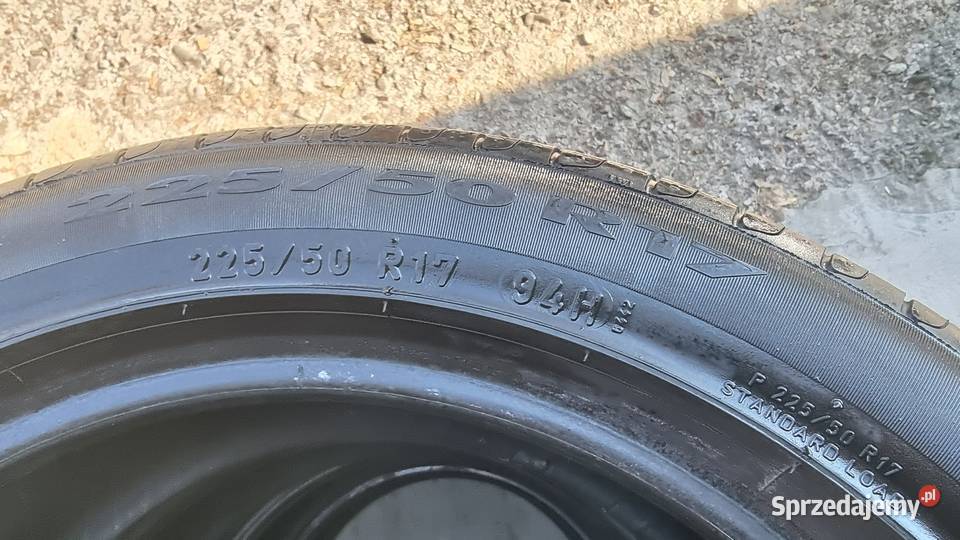 225/50 R17
225/50 R17 94H
P 225/50 R17
STANDARD LOAD
Sprzedajemy.pl